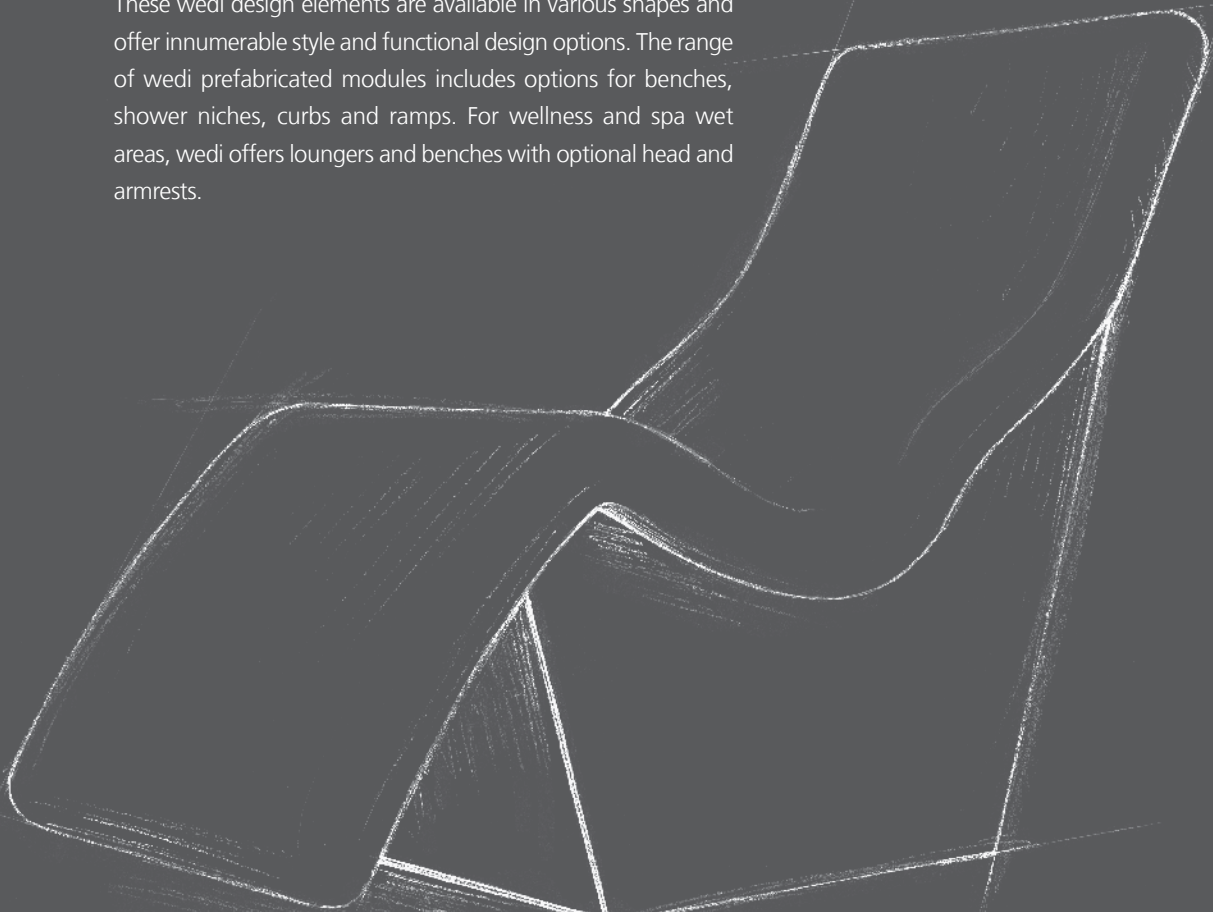 These wedi design elements are available in various shapes and
offer innumerable style and functional design options. The range
of wedi prefabricated modules includes options for benches,
shower niches, curbs and ramps. For wellness and spa wet
areas, wedi offers loungers and benches with optional head and
armrests.